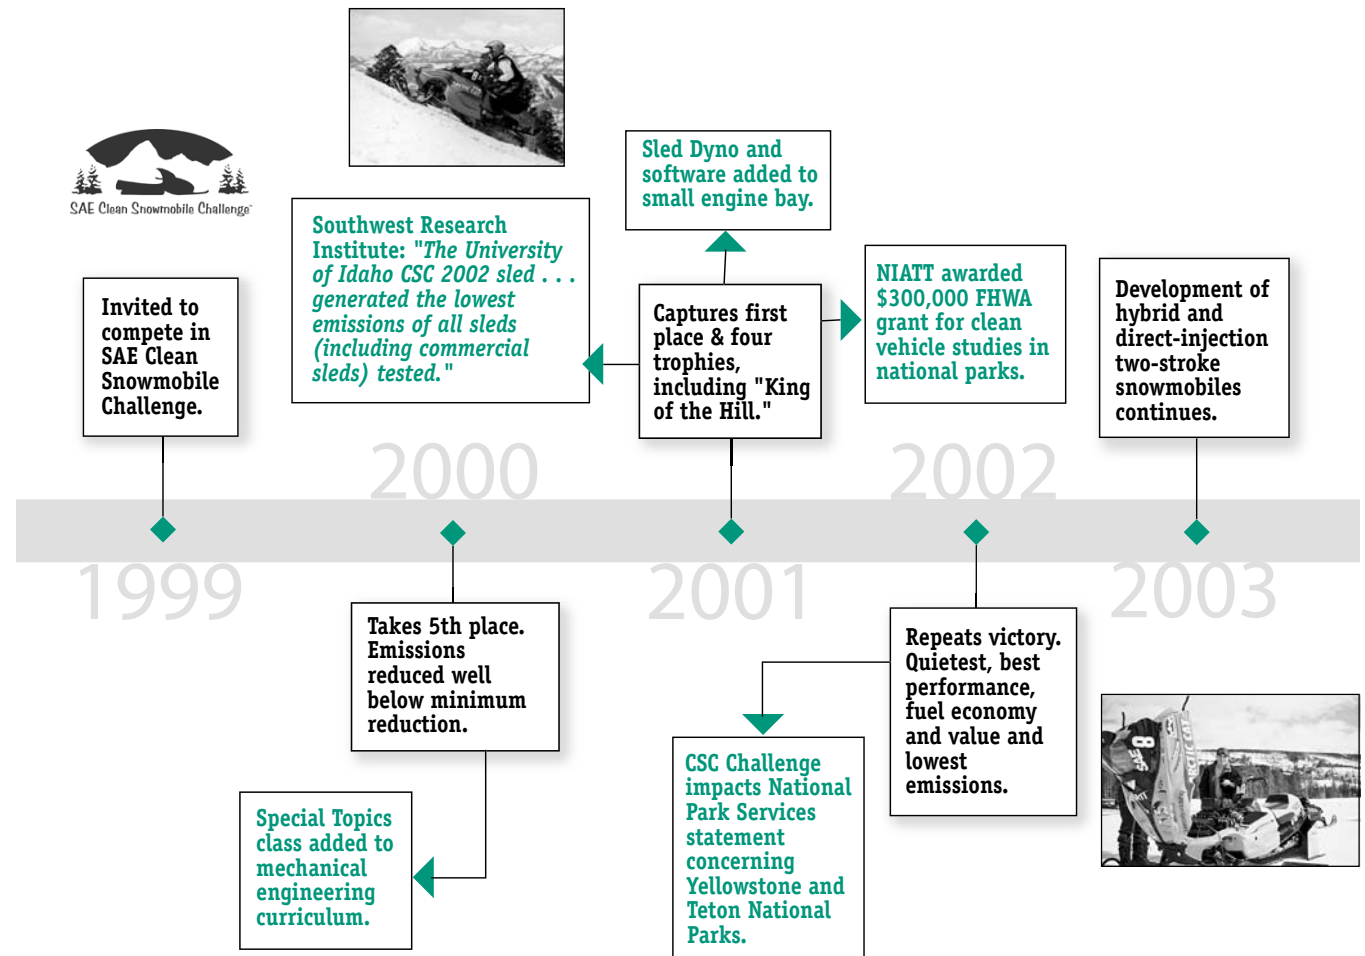 SAE Clean Snowmobile Challenge
Invited to
compete in
SAE Clean
Snowmobile
Challenge.
1999
Southwest Research
Institute: "The University
of Idaho CSC 2002 sled . . .
generated the lowest
emissions of all sleds
(including commercial
sleds) tested."
2000
Takes 5th place.
Emissions
reduced well
below minimum
reduction.
Special Topics
class added to
mechanical
engineering
curriculum.
Sled Dyno and
software added to
small engine bay.
Captures first
place & four
trophies,
including "King
of the Hill."
2001
NIATT awarded
$300,000 FHWA
grant for clean
vehicle studies in
national parks.
2002
Repeats victory.
Quietest, best
performance,
fuel economy
and value and
lowest
emissions.
CSC Challenge
impacts National
Park Services
statement
concerning
Yellowstone and
Teton National
Parks.
Development of
hybrid and
direct-injection
two-stroke
snowmobiles
continues.
2003
SAE 8
ARCTIC CAT